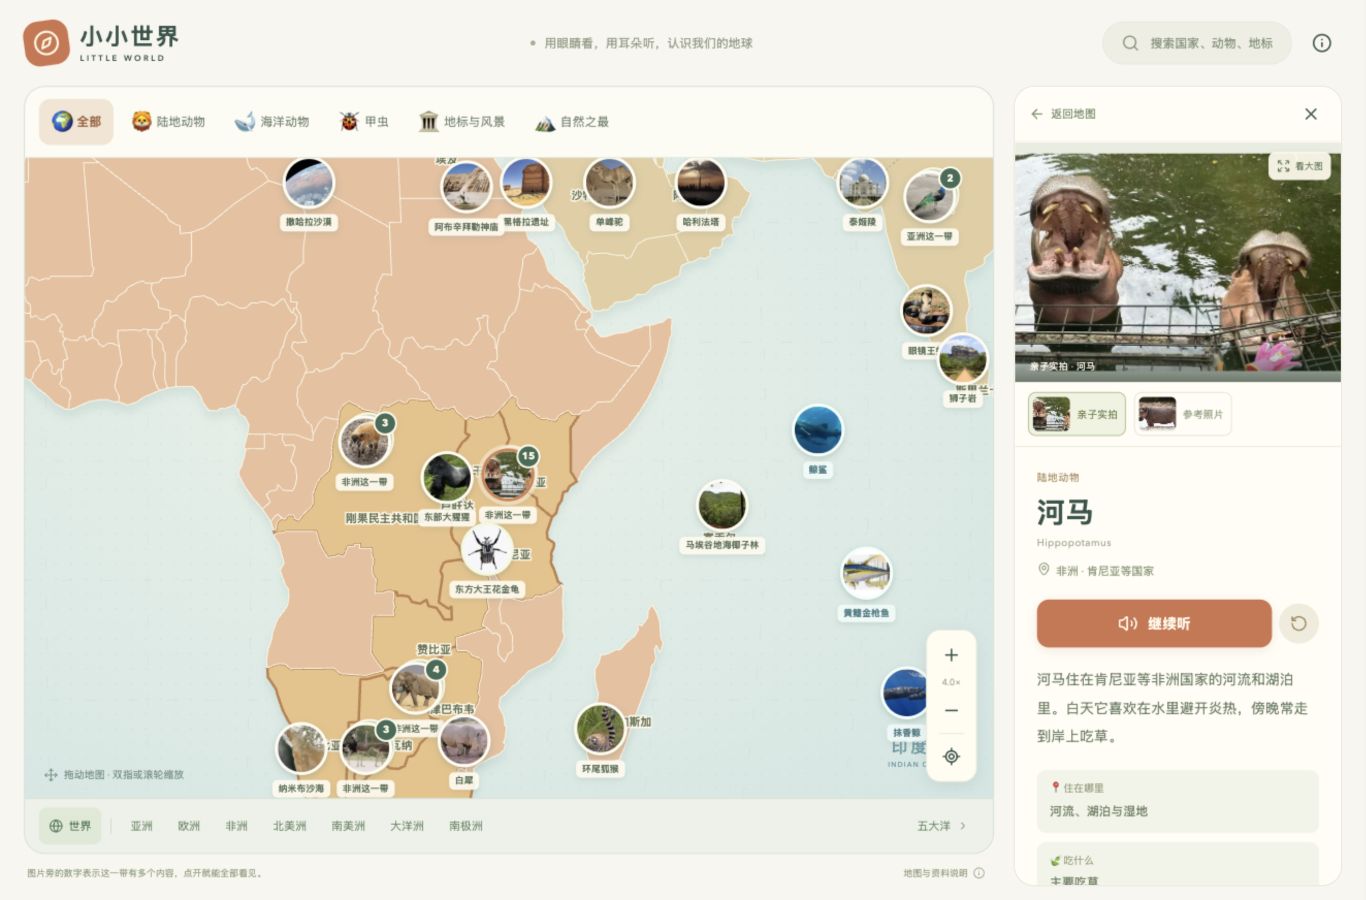 小小世界
LITTLE WORLD
用眼睛看，用耳朵听，认识我们的地球
搜索国家、动物、地标
全部
陆地动物
海洋动物
甲虫
地标与风景
自然之最
撒哈拉沙漠
阿布辛拜勒神庙
黑格拉遗址
单峰驼
哈利法塔
泰姬陵
2
亚洲这一带
眼镜王
狮子岩
3
非洲这一带
东部大猩猩
15
非洲这一带
刚果民主共和国
东方大王花金龟
鲸鲨
马埃谷地海椰子林
黄鳍金枪鱼
赞比亚
4
非洲这一带
津巴布韦
纳米布沙海
3
非洲这一带
白犀
环尾狐猴
抹香鲸
印度
INDIAN
4.0×
拖动地图 · 双指或滚轮缩放
世界
亚洲
欧洲
非洲
北美洲
南美洲
大洋洲
南极洲
五大洋
图片旁的数字表示这一带有多个内容，点开就能全部看见。
地图与资料说明
返回地图
看大图
亲子实拍 · 河马
亲子实拍
参考照片
陆地动物
河马
Hippopotamus
非洲 · 肯尼亚等国家
继续听
河马住在肯尼亚等非洲国家的河流和湖泊
里。白天它喜欢在水里避开炎热，傍晚常走
到岸上吃草。
住在哪里
河流、湖泊与湿地
吃什么
主要吃草